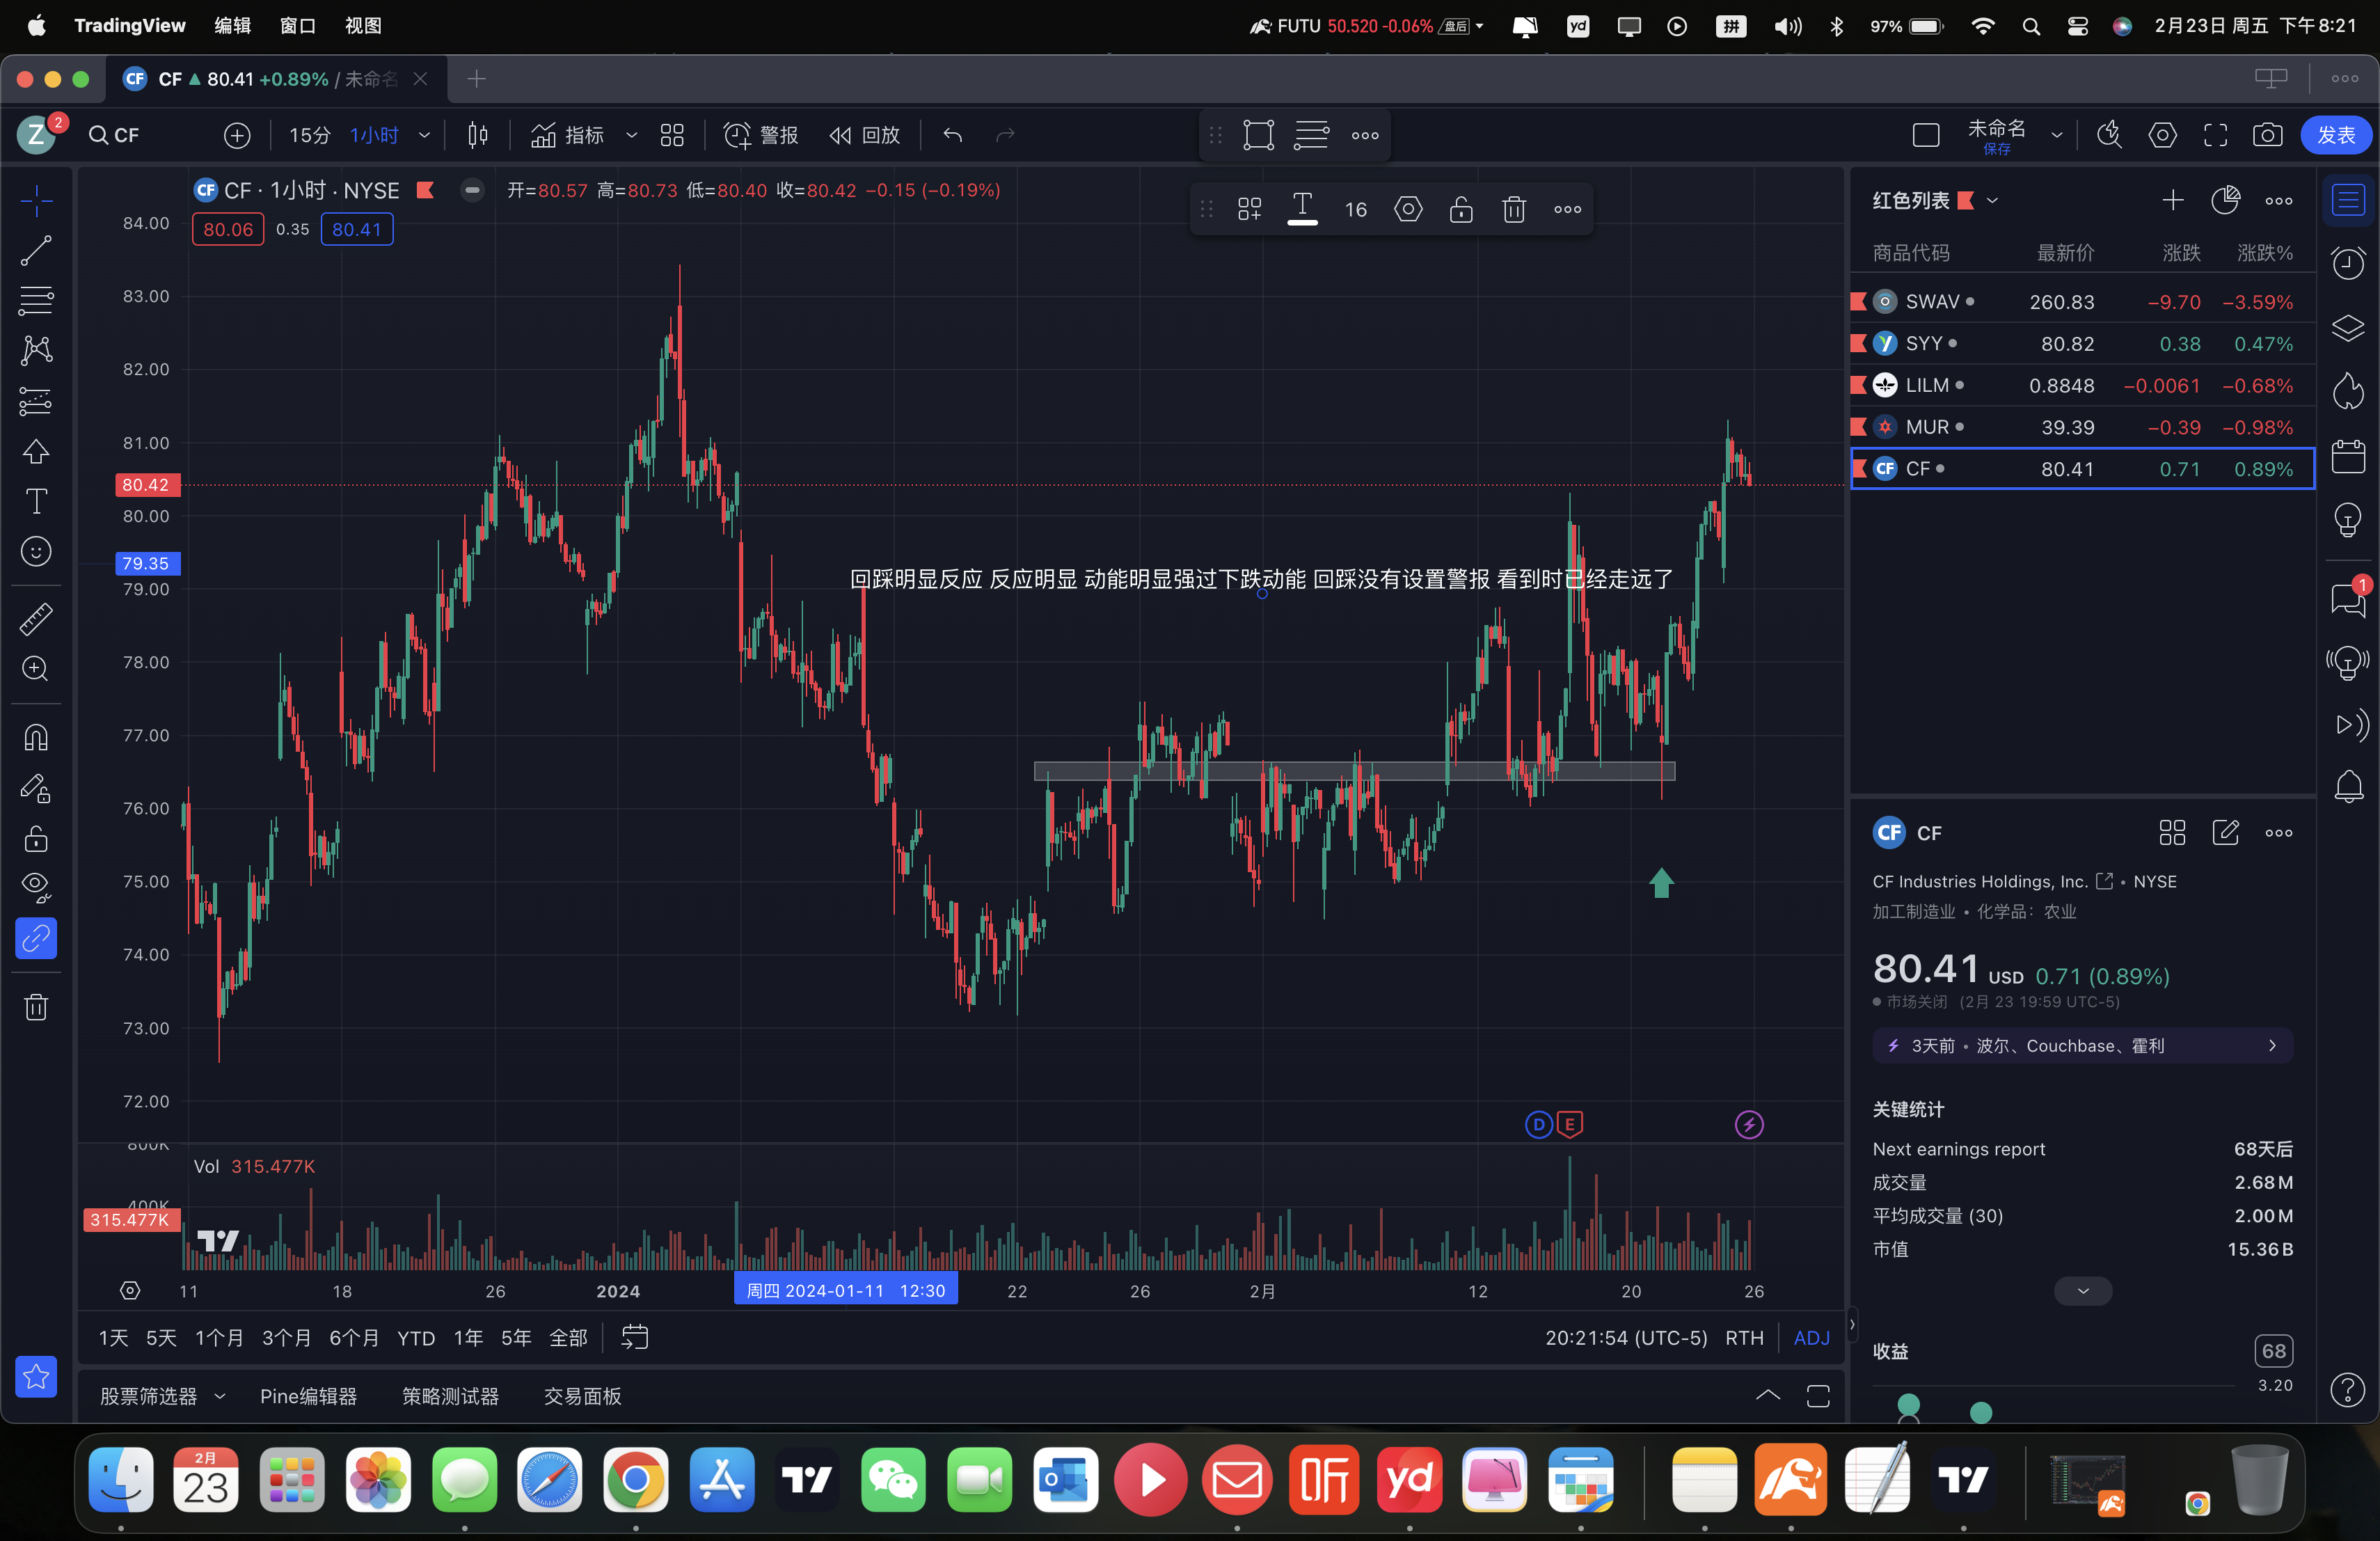 TradingView 编辑 窗口 视图
FUTU 50.520 -0.06% 盘后
yd
拼
97%
2月23日 周五 下午8:21
CF CF ▲ 80.41 +0.89% / 未命名
Z 2
CF
15分 1小时
指标
警报
回放
未命名
保存
发表
CF CF · 1小时 · NYSE
开=80.57 高=80.73 低=80.40 收=80.42 −0.15 (−0.19%)
80.06 0.35 80.41
T 16
84.00
83.00
82.00
81.00
80.42
80.00
79.35
79.00
78.00
77.00
76.00
75.00
74.00
73.00
72.00
回踩明显反应 反应明显 动能明显强过下跌动能 回踩没有设置警报 看到时已经走远了
D E
800K
Vol 315.477K
400K
315.477K
11 18 26 2024 周四 2024-01-11 12:30 22 26 2月 12 20 26
1天 5天 1个月 3个月 6个月 YTD 1年 5年 全部
20:21:54 (UTC-5) RTH ADJ
股票筛选器 Pine编辑器 策略测试器 交易面板
红色列表
商品代码 最新价 涨跌 涨跌%
SWAV 260.83 −9.70 −3.59%
SYY 80.82 0.38 0.47%
LILM 0.8848 −0.0061 −0.68%
MUR 39.39 −0.39 −0.98%
CF CF 80.41 0.71 0.89%
1
CF CF
CF Industries Holdings, Inc. • NYSE
加工制造业 • 化学品：农业
80.41 USD 0.71 (0.89%)
市场关闭 (2月 23 19:59 UTC-5)
3天前 • 波尔、Couchbase、霍利
关键统计
Next earnings report 68天后
成交量 2.68M
平均成交量 (30) 2.00M
市值 15.36B
收益 68
3.20
2月
23
听
yd